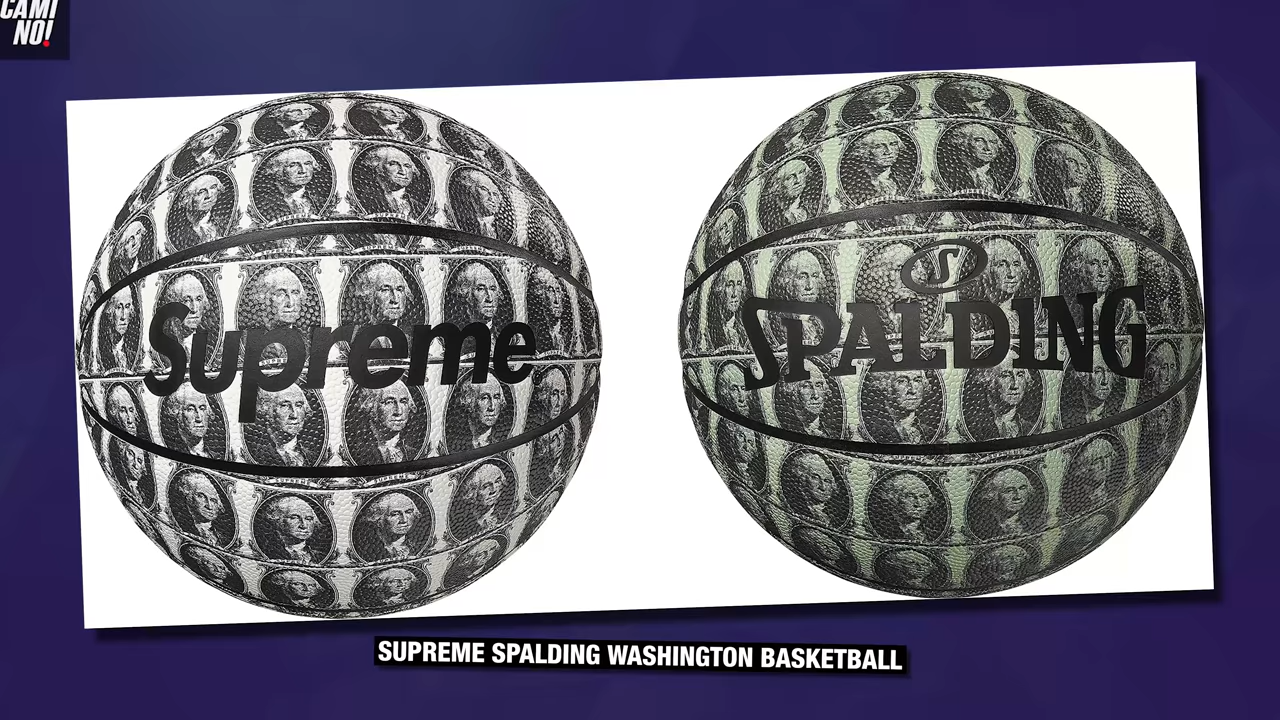 CAMI
NO!
Supreme
S
SPALDING
SUPREME SPALDING WASHINGTON BASKETBALL